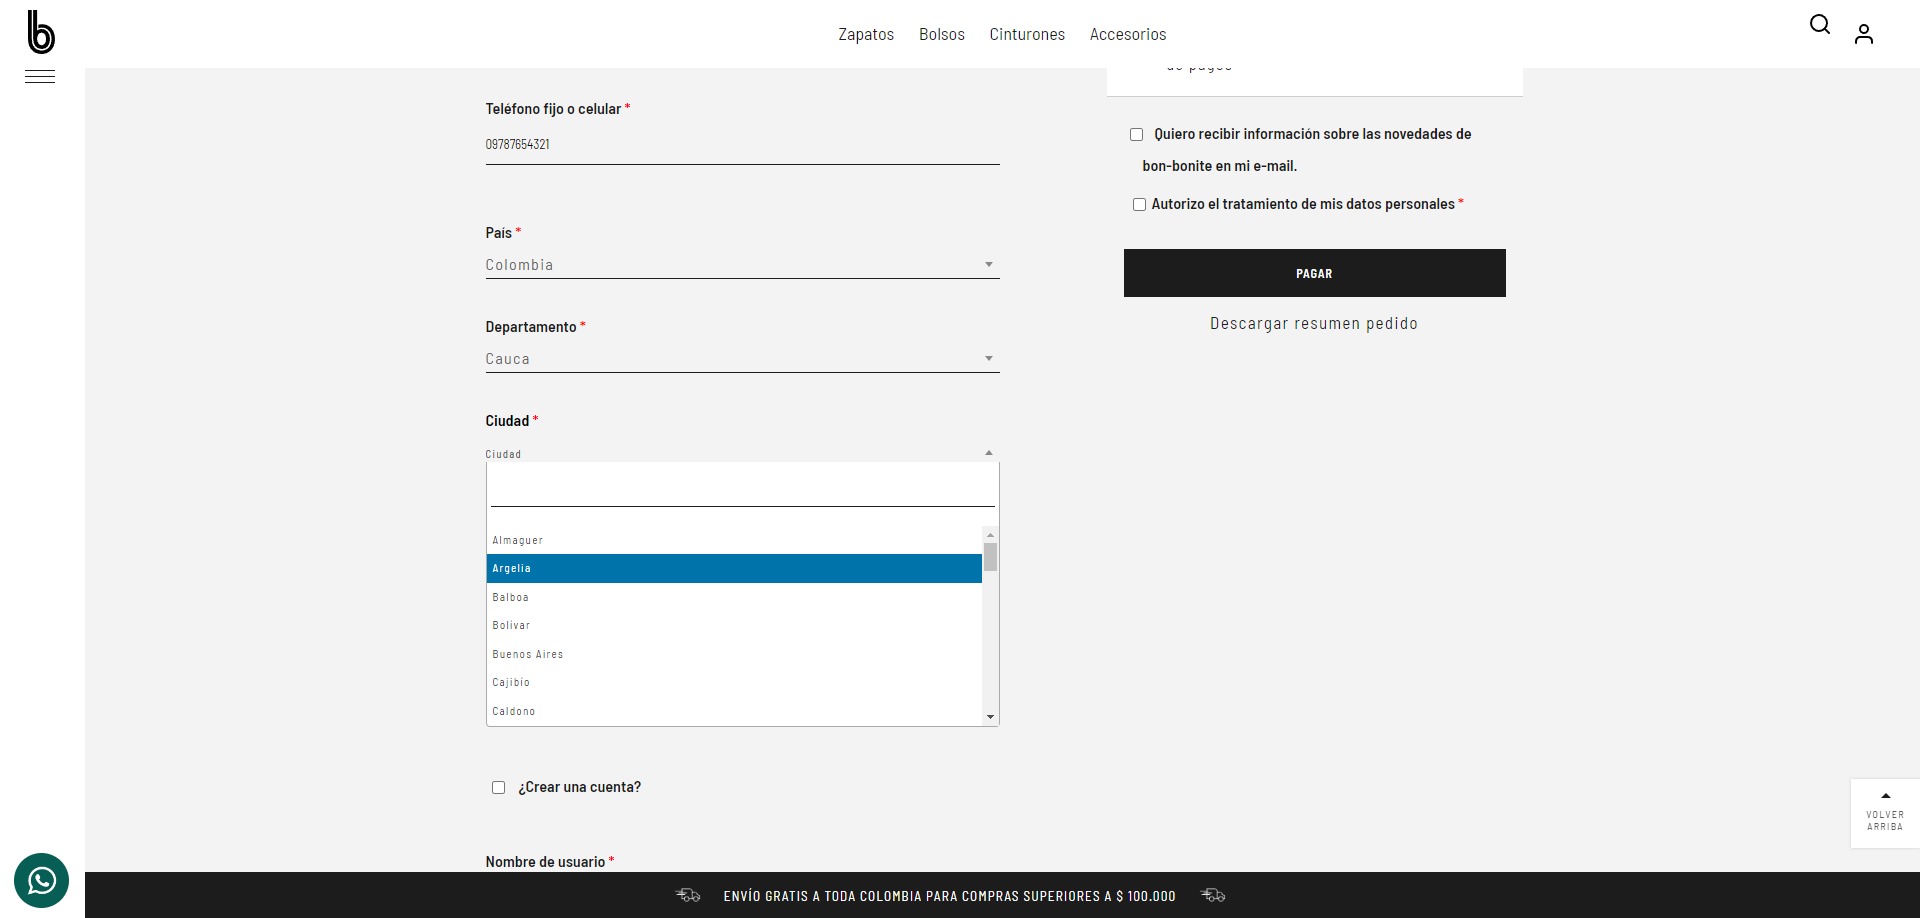 b
Zapatos Bolsos Cinturones Accesorios
de pagos
Teléfono fijo o celular *
09787654321
País *
Colombia
Departamento *
Cauca
Ciudad *
Ciudad
Almaguer
Argelia
Balboa
Bolivar
Buenos Aires
Cajibio
Caldono
¿Crear una cuenta?
Nombre de usuario *
Quiero recibir información sobre las novedades de
bon-bonite en mi e-mail.
Autorizo el tratamiento de mis datos personales *
PAGAR
Descargar resumen pedido
VOLVER
ARRIBA
ENVÍO GRATIS A TODA COLOMBIA PARA COMPRAS SUPERIORES A $ 100.000